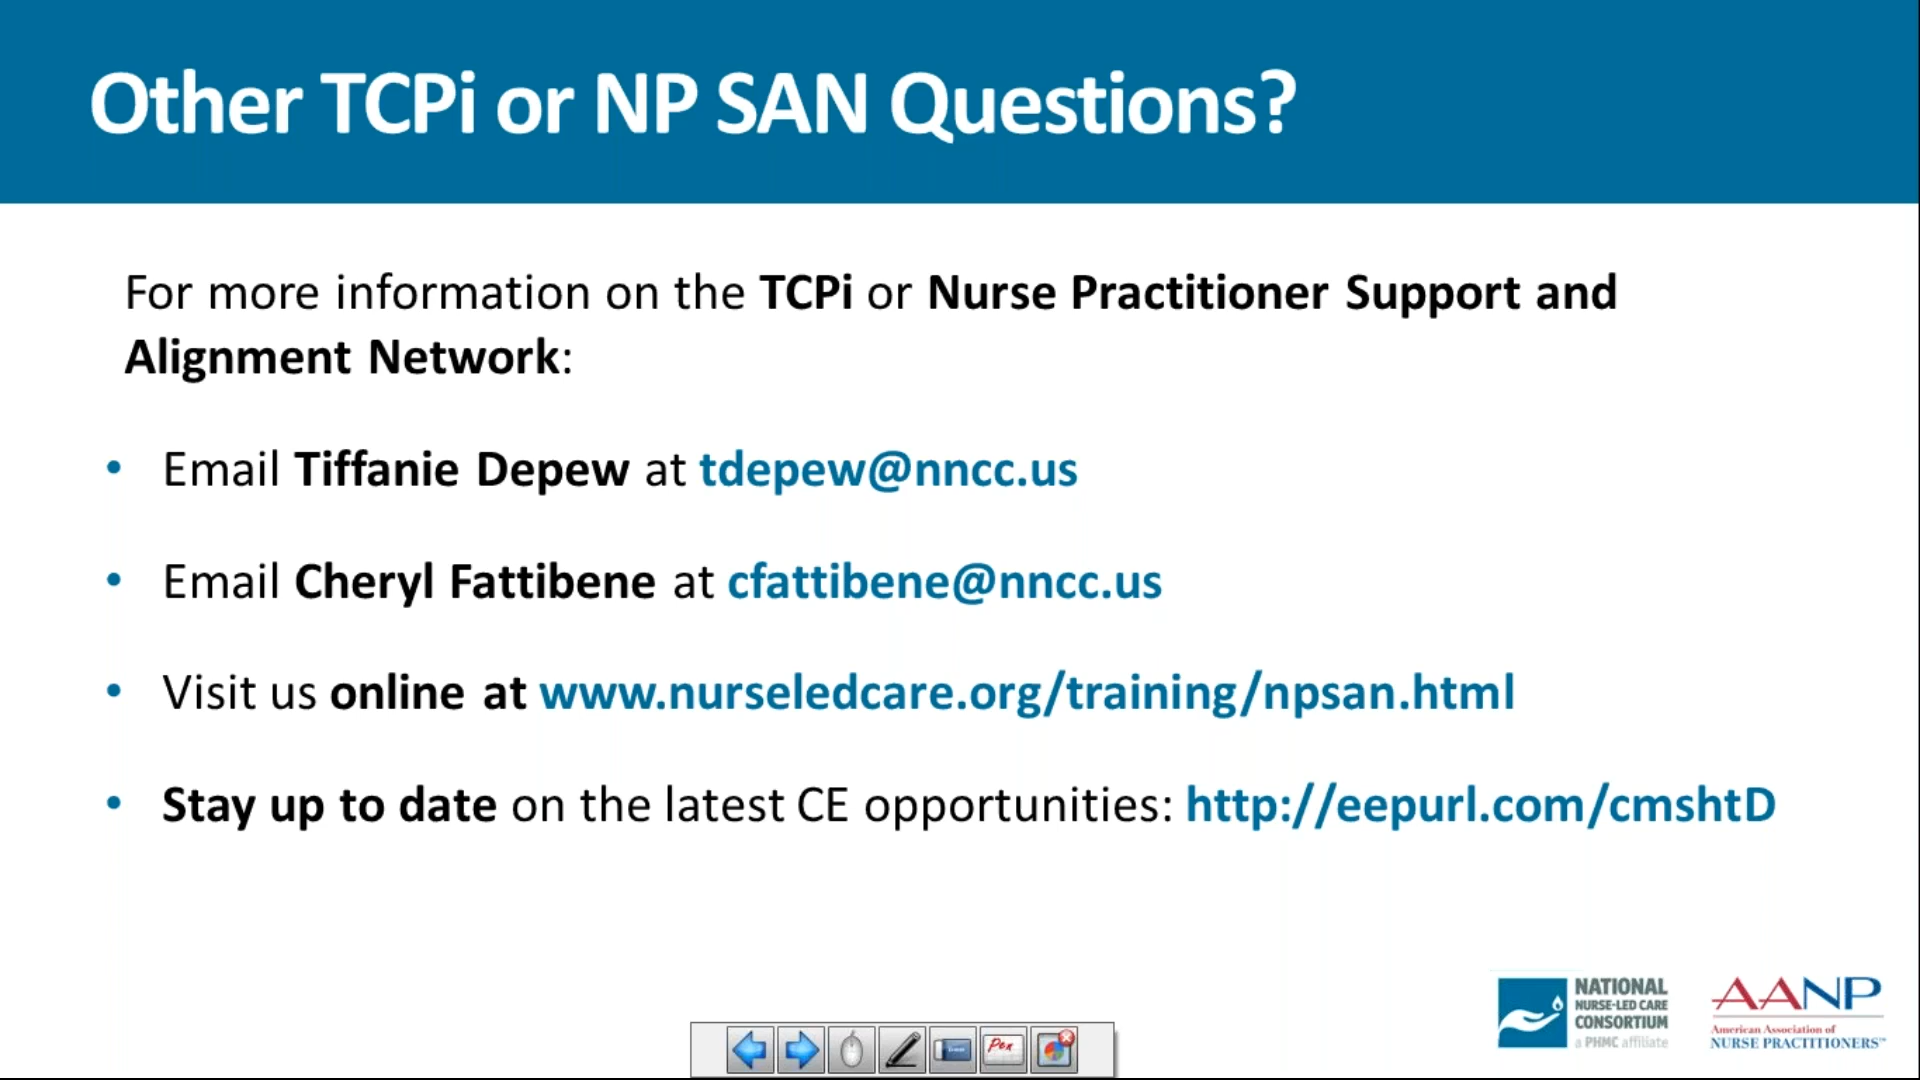 Other TCPi or NP SAN Questions?
For more information on the TCPi or Nurse Practitioner Support and
Alignment Network:
• Email Tiffanie Depew at tdepew@nncc.us
• Email Cheryl Fattibene at cfattibene@nncc.us
• Visit us online at www.nurseledcare.org/training/npsan.html
• Stay up to date on the latest CE opportunities: http://eepurl.com/cmshtD
NATIONAL
NURSE-LED CARE
CONSORTIUM
a PHMC affiliate
AANP
American Association of
NURSE PRACTITIONERS™
Pen